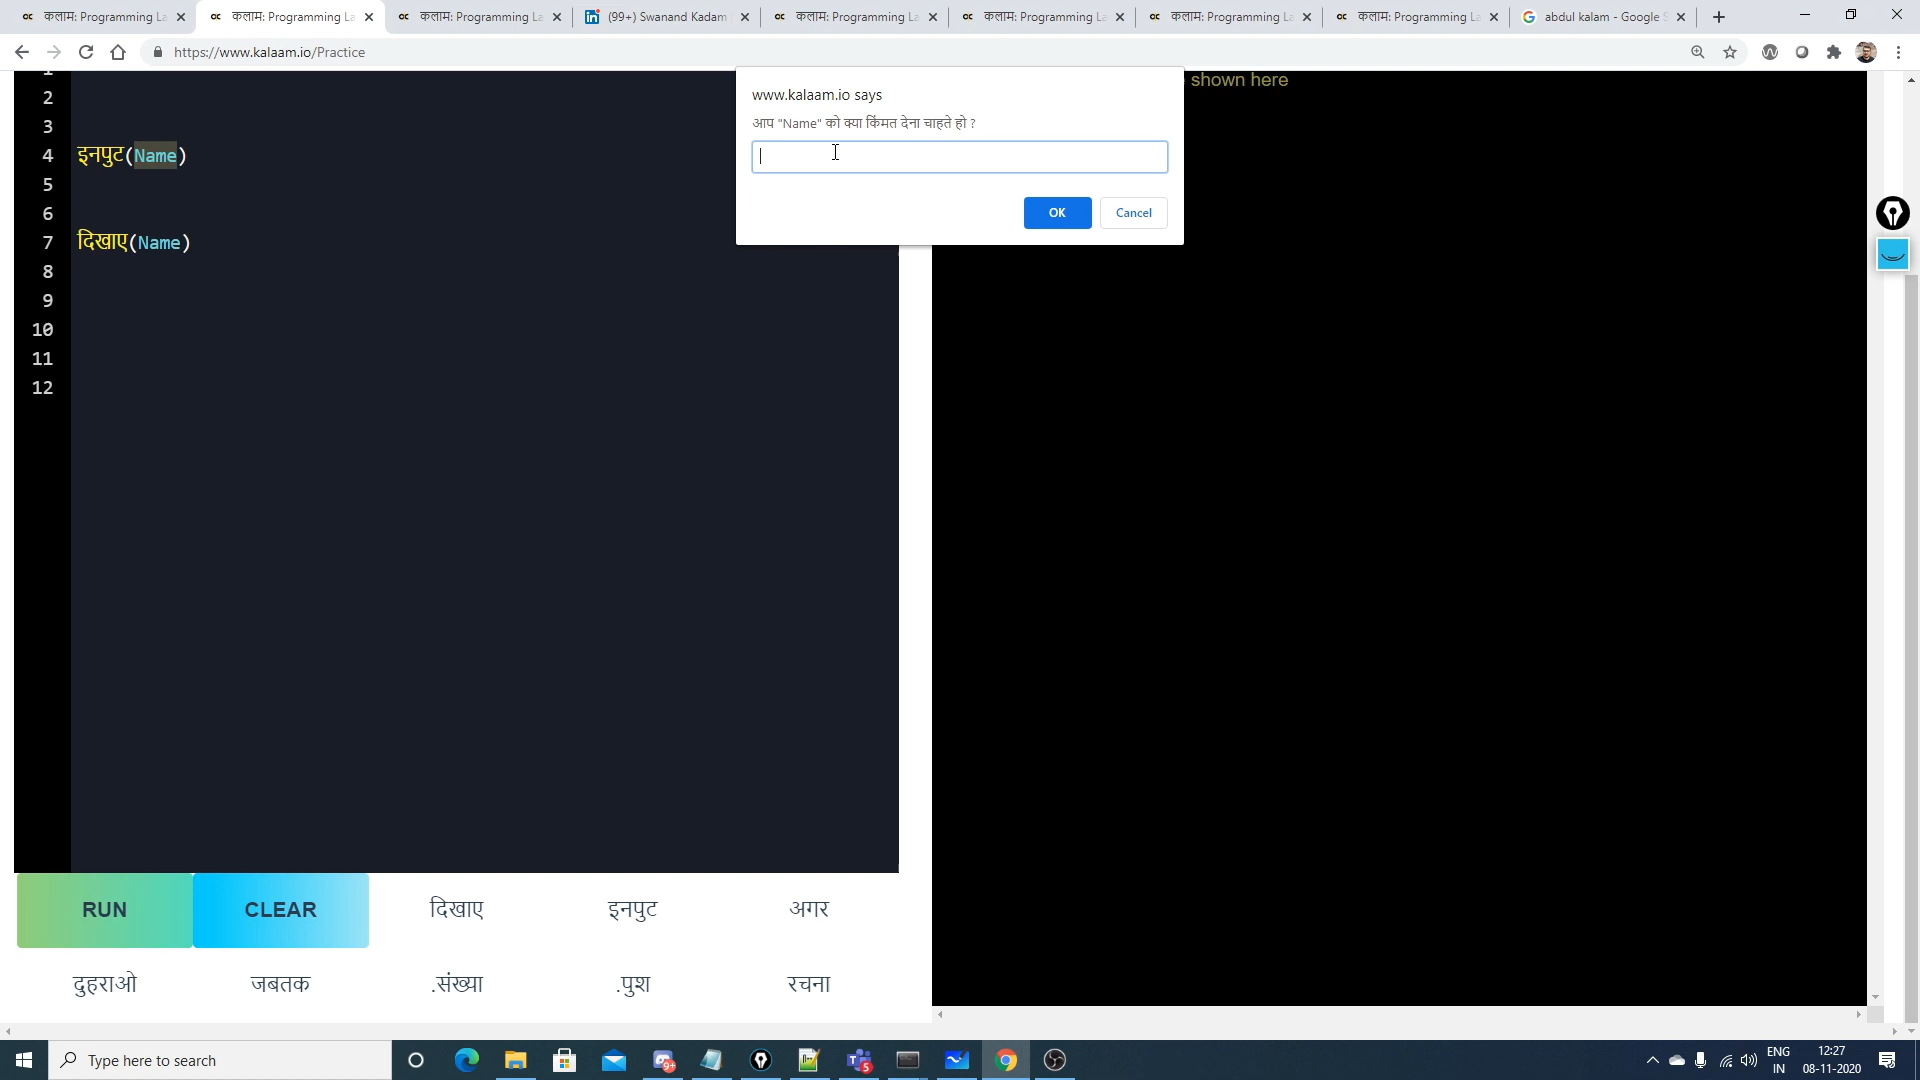 कलाम: Programming La
कलाम: Programming La
कलाम: Programming La
(99+) Swanand Kadam
कलाम: Programming La
कलाम: Programming La
कलाम: Programming La
कलाम: Programming La
abdul kalam - Google S
https://www.kalaam.io/Practice
shown here
www.kalaam.io says
आप "Name" को क्या किंमत देना चाहते हो ?
OK
Cancel
1
2
3
4 इनपुट(Name)
5
6
7 दिखाए(Name)
8
9
10
11
12
RUN
CLEAR
दिखाए
इनपुट
अगर
दुहराओ
जबतक
.संख्या
.पुश
रचना
Type here to search
ENG
IN
12:27
08-11-2020